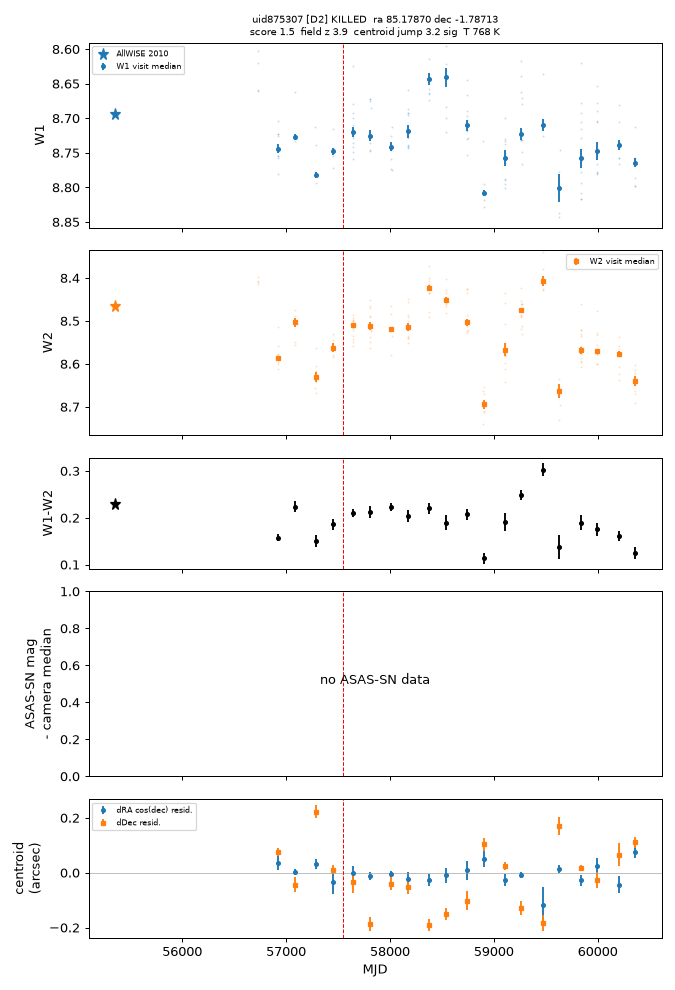 uid875307 [D2] KILLED ra 85.17870 dec -1.78713
score 1.5 field z 3.9 centroid jump 3.2 sig T 768 K
AllWISE 2010
W1 visit median
W1
8.60
8.65
8.70
8.75
8.80
8.85
W2 visit median
W2
8.4
8.5
8.6
8.7
W1-W2
0.3
0.2
0.1
ASAS-SN mag
- camera median
1.0
0.8
0.6
0.4
0.2
0.0
no ASAS-SN data
dRA cos(dec) resid.
dDec resid.
centroid
(arcsec)
0.2
0.0
−0.2
56000 57000 58000 59000 60000
MJD